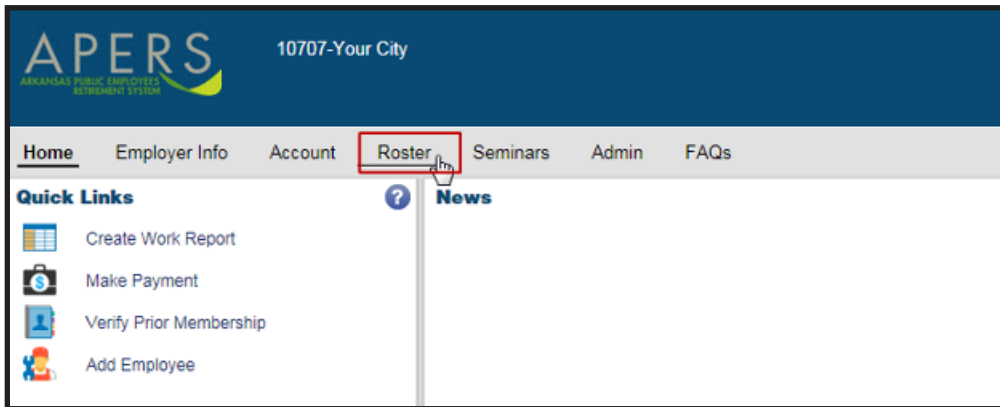 APERS
ARKANSAS PUBLIC EMPLOYEES
RETIREMENT SYSTEM
10707-Your City
Home Employer Info Account Roster Seminars Admin FAQs
Quick Links ?
Create Work Report
Make Payment
Verify Prior Membership
Add Employee
News